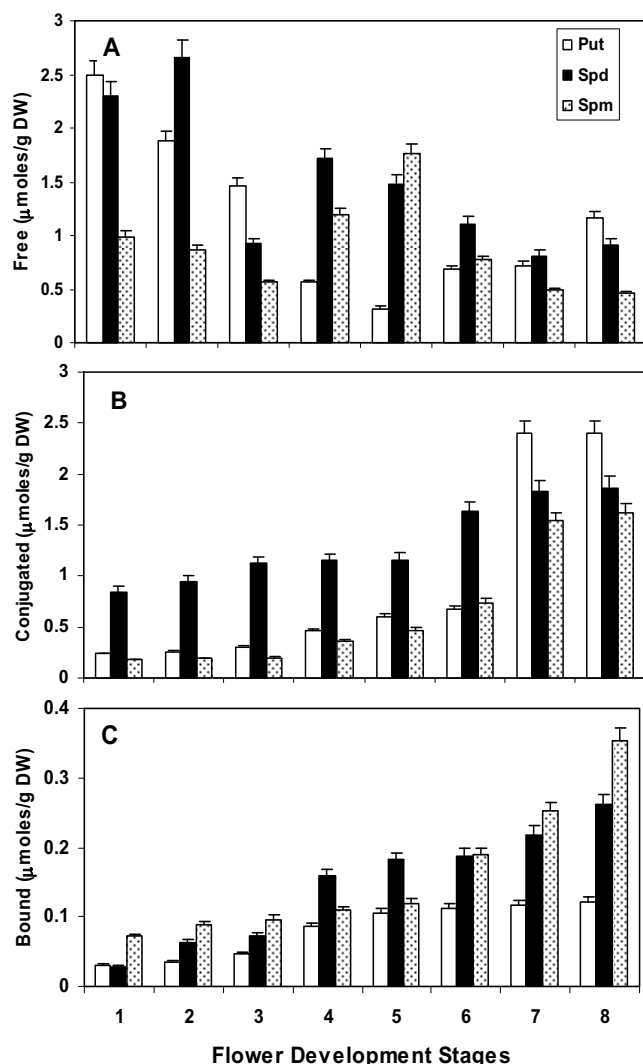 3
A
Put
Spd
Spm
2.5
2
1.5
1
0.5
0
Free (μmoles/g DW)
3
B
2.5
2
1.5
1
0.5
0
Conjugated (μmoles/g DW)
0.4
C
0.3
0.2
0.1
0
Bound (μmoles/g DW)
1 2 3 4 5 6 7 8
Flower Development Stages